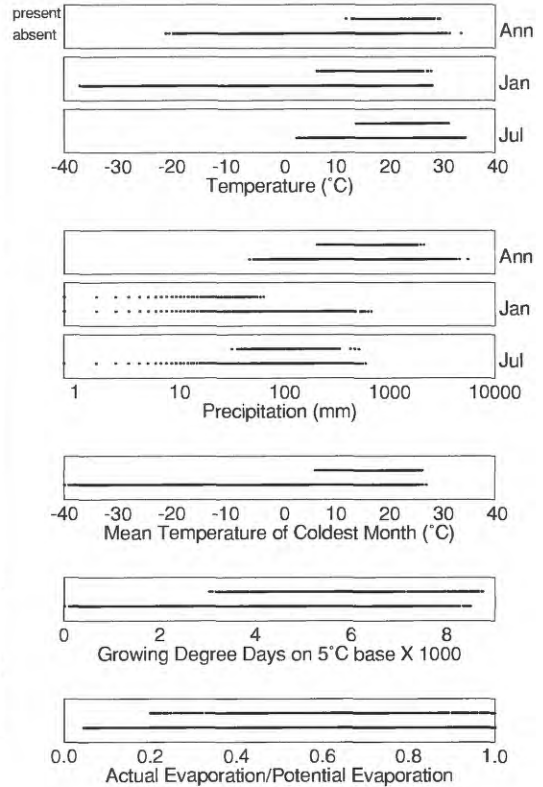 present
absent
Ann
Jan
Jul
-40 -30 -20 -10 0 10 20 30 40
Temperature (°C)
Ann
Jan
Jul
1 10 100 1000 10000
Precipitation (mm)
-40 -30 -20 -10 0 10 20 30 40
Mean Temperature of Coldest Month (°C)
0 2 4 6 8
Growing Degree Days on 5°C base X 1000
0.0 0.2 0.4 0.6 0.8 1.0
Actual Evaporation/Potential Evaporation